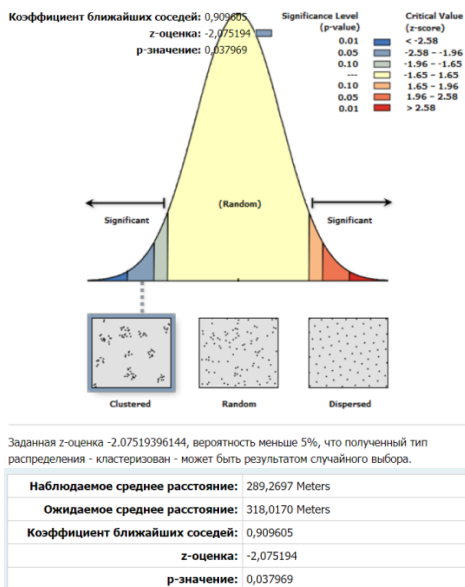 Коэффициент ближайших соседей: 0,909605
z-оценка: -2,075194
p-значение: 0,037969
Significance Level (p-value)
Critical Value (z-score)
0.01 < -2.58
0.05 -2.58 – -1.96
0.10 -1.96 – -1.65
--- -1.65 – 1.65
0.10 1.65 – 1.96
0.05 1.96 – 2.58
0.01 > 2.58
(Random)
Significant
Significant
Clustered
Random
Dispersed
Заданная z-оценка -2.07519396144, вероятность меньше 5%, что полученный тип
распределения - кластеризован - может быть результатом случайного выбора.
Наблюдаемое среднее расстояние: 289,2697 Meters
Ожидаемое среднее расстояние: 318,0170 Meters
Коэффициент ближайших соседей: 0,909605
z-оценка: -2,075194
p-значение: 0,037969